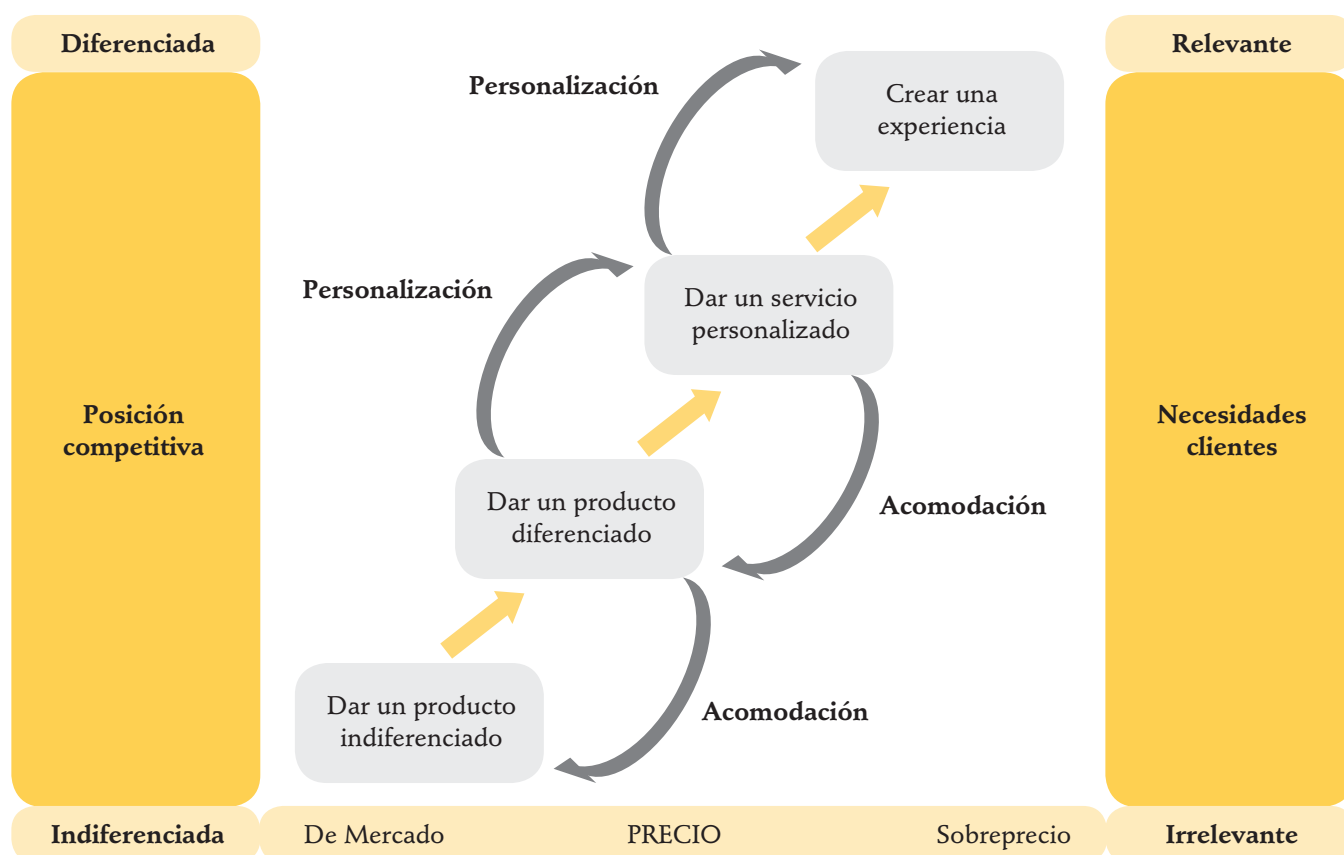 Diferenciada
Relevante
Personalización
Crear una
experiencia
Personalización
Dar un servicio
personalizado
Posición
competitiva
Necesidades
clientes
Dar un producto
diferenciado
Acomodación
Dar un producto
indiferenciado
Acomodación
Indiferenciada
De Mercado
PRECIO
Sobreprecio
Irrelevante